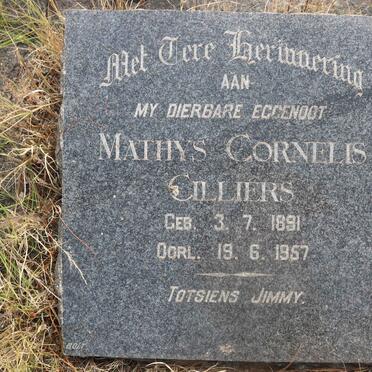 Met Tere Herinnering
AAN
MY DIERBARE EGGENOOT
MATHYS CORNELIS
CILLIERS
GEB. 3. 7. 1891
OORL. 19. 6. 1957
TOTSIENS JIMMY.